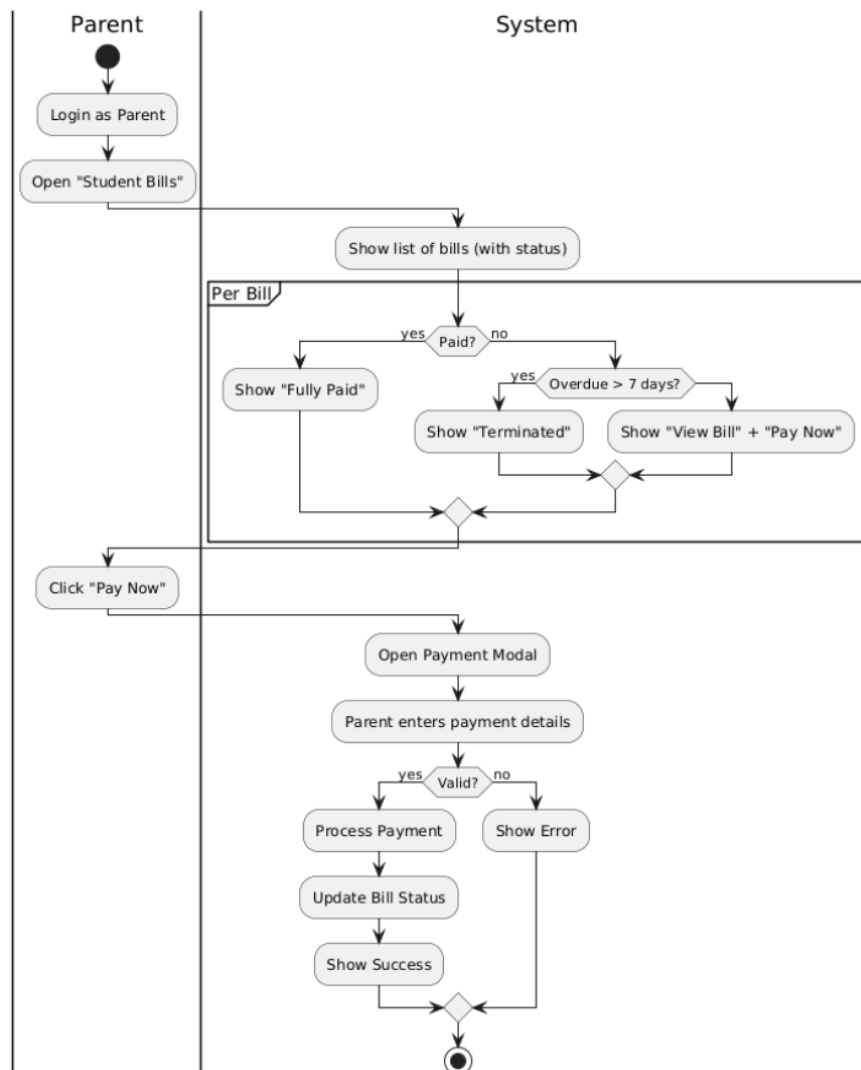 Parent
System
Login as Parent
Open "Student Bills"
Show list of bills (with status)
Per Bill
yes
Paid?
no
Show "Fully Paid"
yes
Overdue > 7 days?
Show "Terminated"
Show "View Bill" + "Pay Now"
Click "Pay Now"
Open Payment Modal
Parent enters payment details
yes
Valid?
no
Process Payment
Show Error
Update Bill Status
Show Success